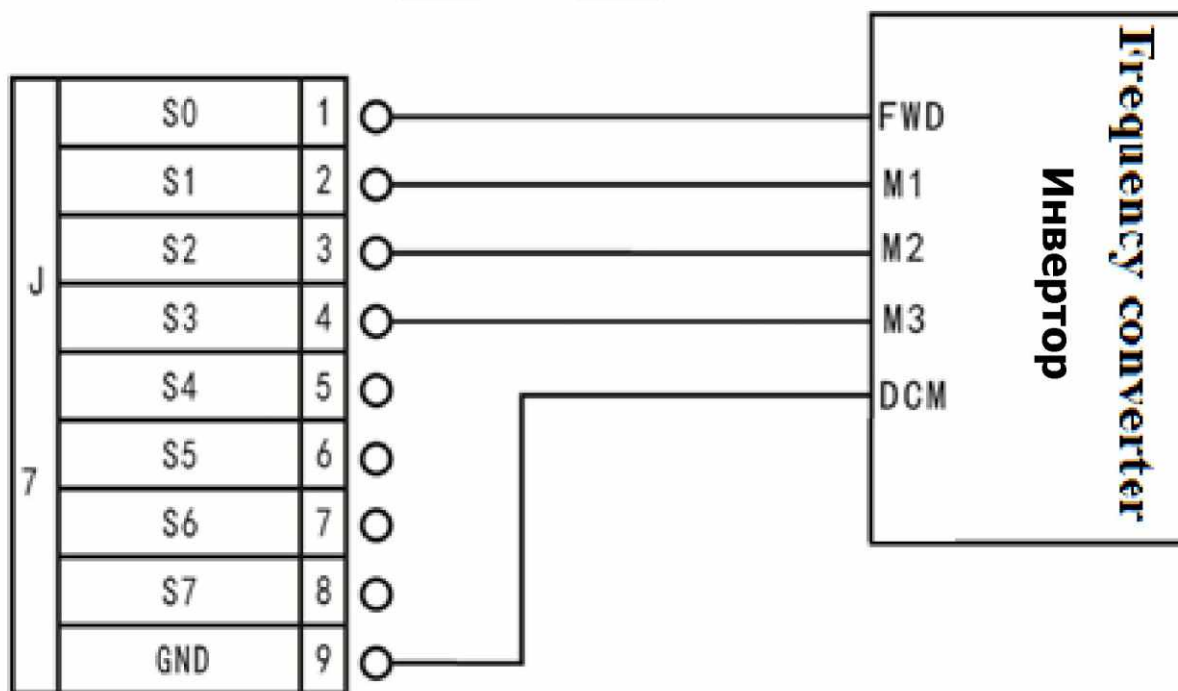 J7
S0 1
S1 2
S2 3
S3 4
S4 5
S5 6
S6 7
S7 8
GND 9
FWD
M1
M2
M3
DCM
Инвертор
Frequency converter